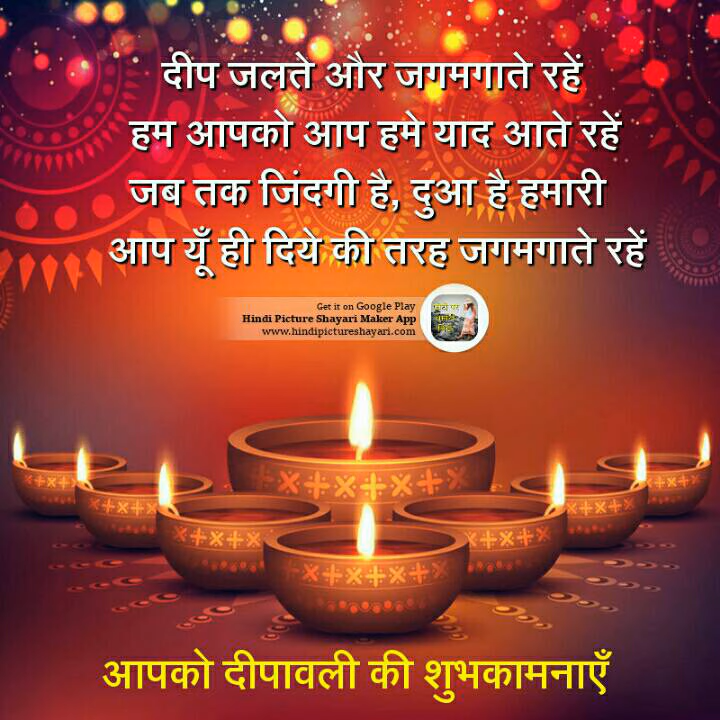 दीप जलते और जगमगाते रहें
हम आपको आप हमे याद आते रहें
जब तक जिंदगी है, दुआ है हमारी
आप यूँ ही दिये की तरह जगमगाते रहें
Get it on Google Play
Hindi Picture Shayari Maker App
www.hindipictureshayari.com
आपको दीपावली की शुभकामनाएँ